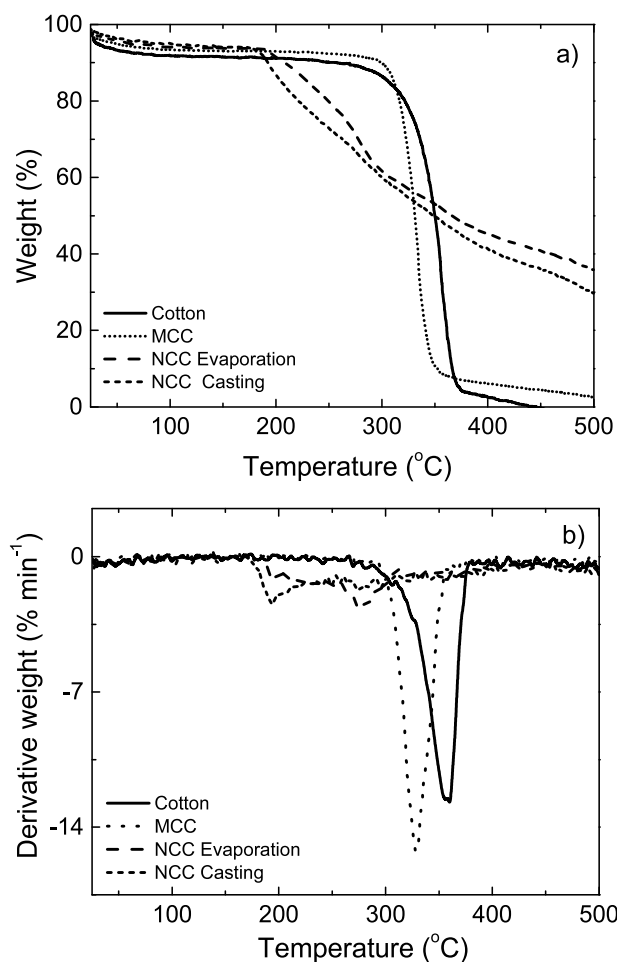 a)
100
80
60
40
20
0
Weight (%)
Cotton
MCC
NCC Evaporation
NCC Casting
100 200 300 400 500
Temperature (°C)
b)
0
-7
-14
Derivative weight (% min⁻¹)
Cotton
MCC
NCC Evaporation
NCC Casting
100 200 300 400 500
Temperature (°C)